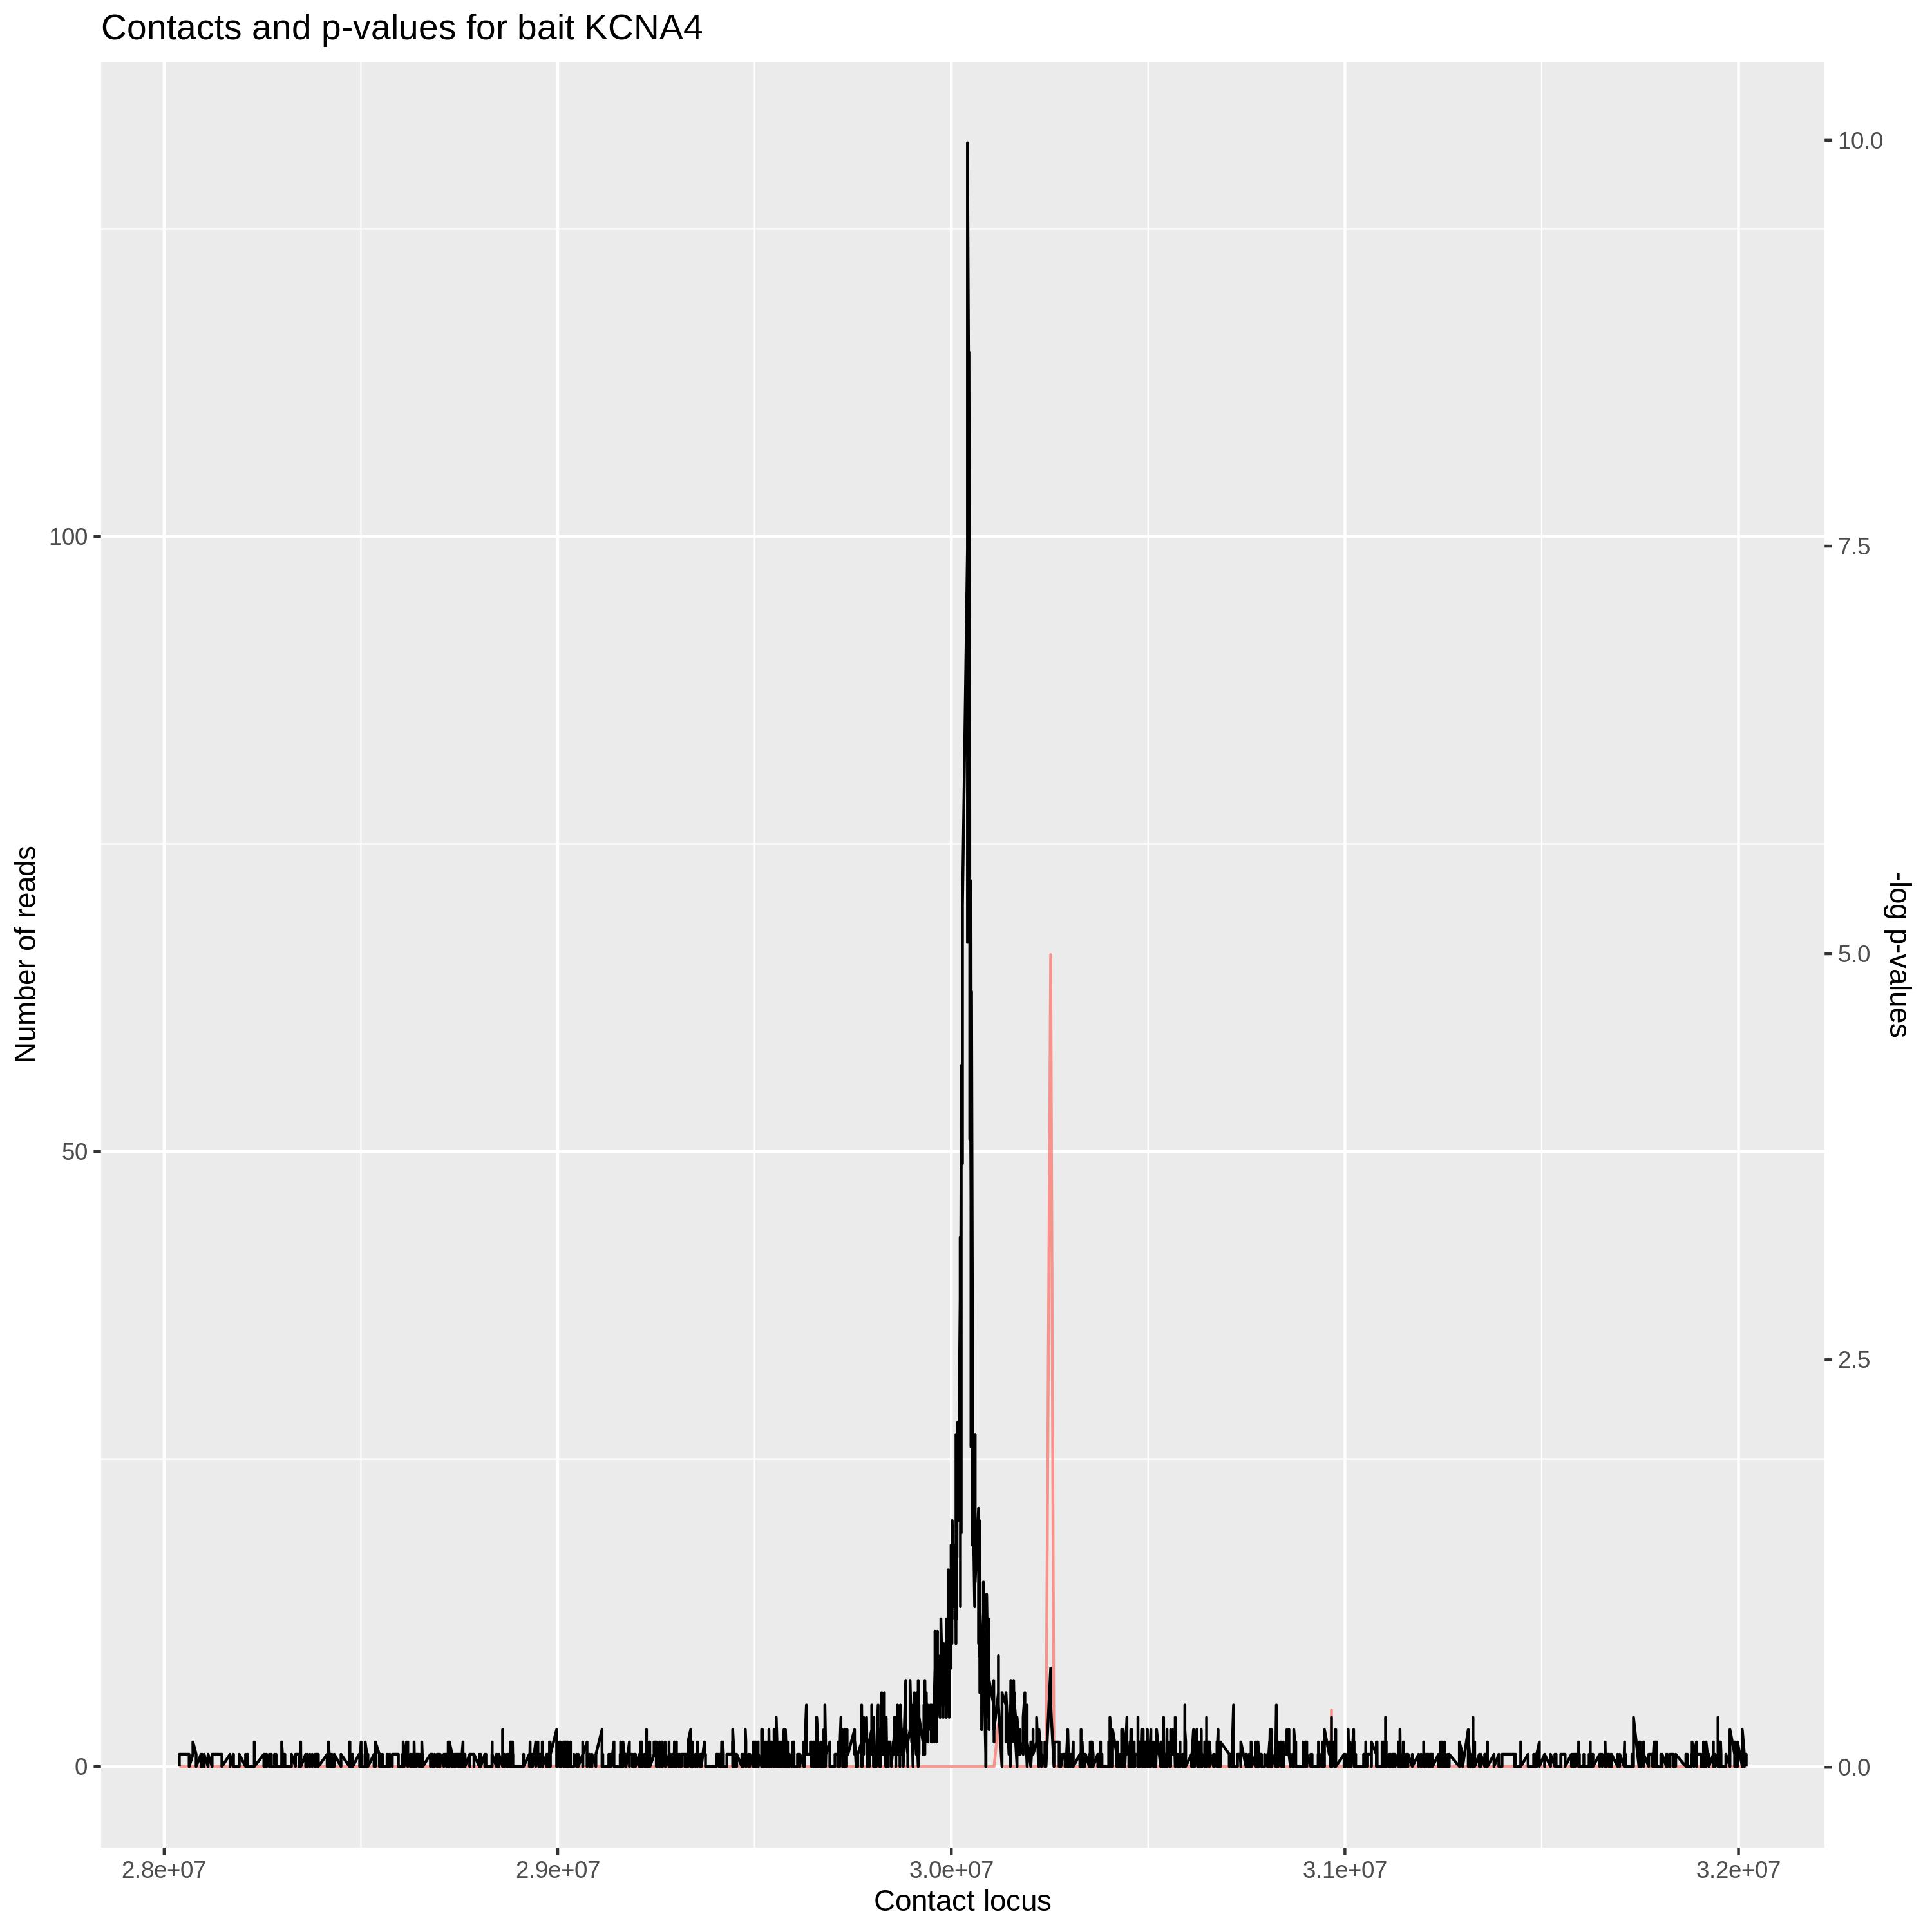 Contacts and p-values for bait KCNA4
Number of reads
100
50
0
10.0
7.5
5.0
2.5
0.0
-log p-values
2.8e+07
2.9e+07
3.0e+07
3.1e+07
3.2e+07
Contact locus